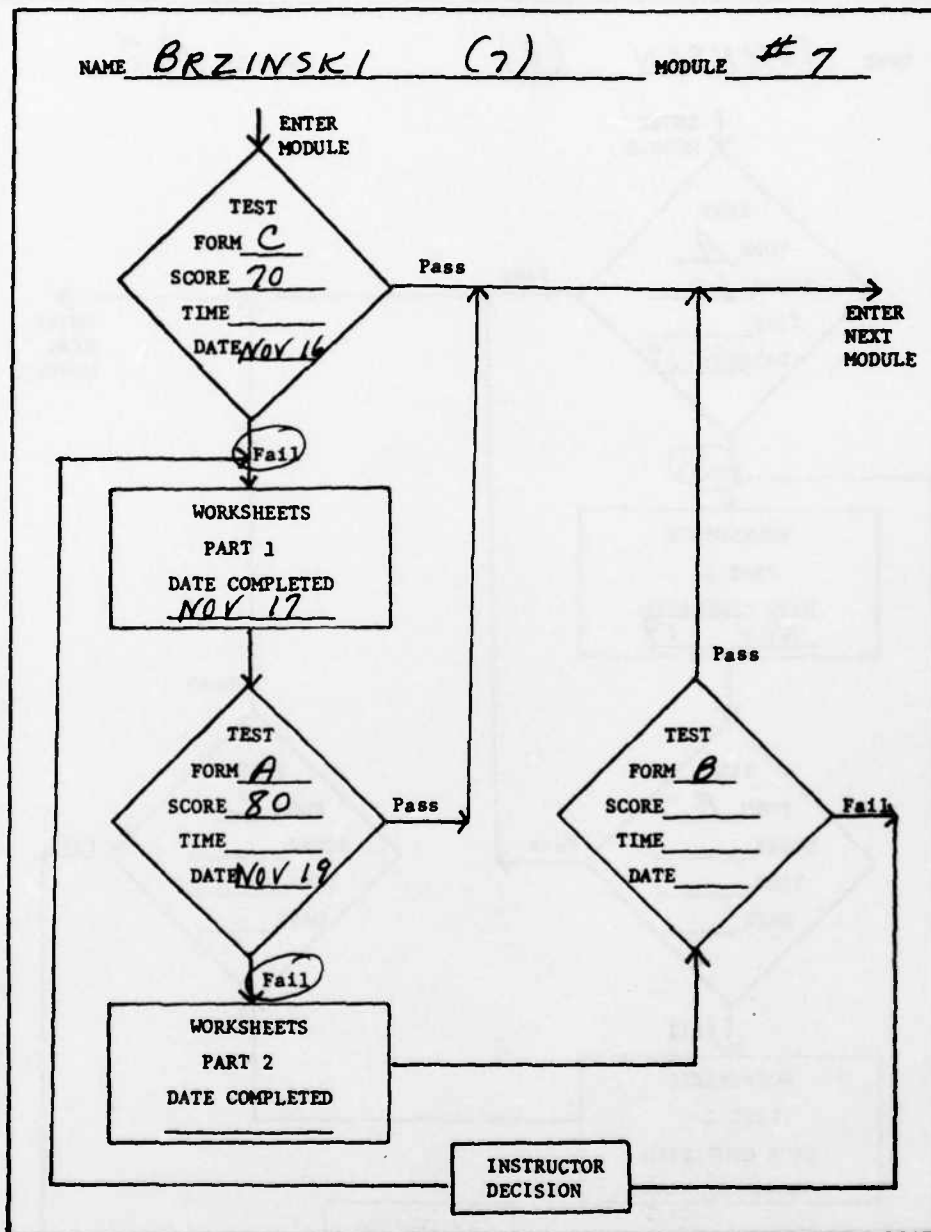 NAME BRZINSKI (7) MODULE # 7
ENTER
MODULE
TEST
FORM C
SCORE 70
TIME
DATE NOV 16
Pass
ENTER
NEXT
MODULE
Fail
WORKSHEETS
PART 1
DATE COMPLETED
NOV 17
TEST
FORM A
SCORE 80
TIME
DATE NOV 19
Pass
Fail
WORKSHEETS
PART 2
DATE COMPLETED
Pass
TEST
FORM B
SCORE
TIME
DATE
Fail
INSTRUCTOR
DECISION